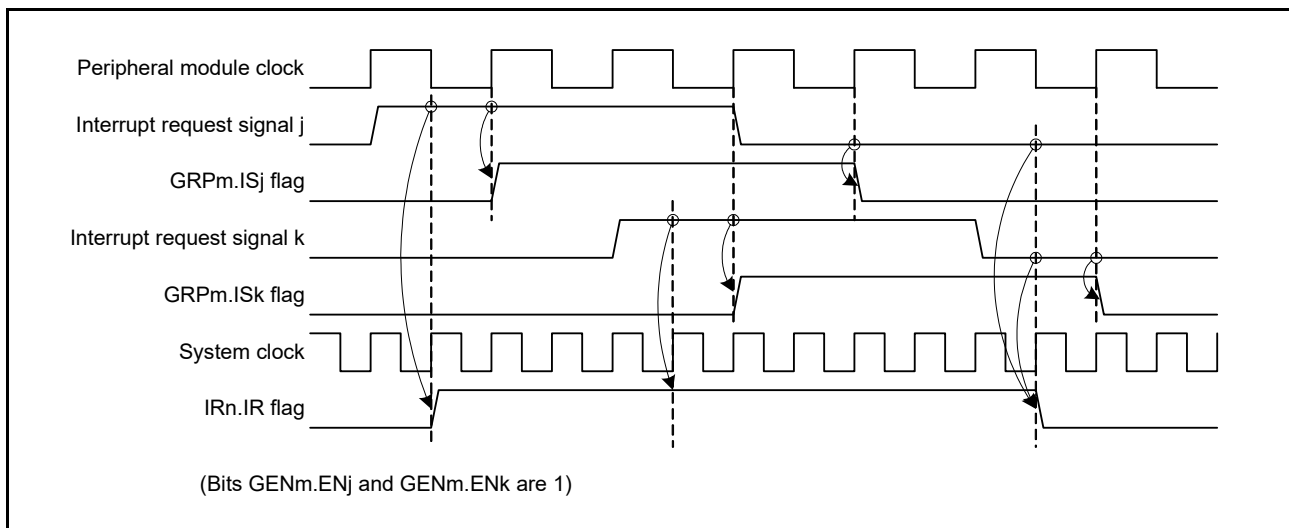 Peripheral module clock
Interrupt request signal j
GRPm.ISj flag
Interrupt request signal k
GRPm.ISk flag
System clock
IRn.IR flag
(Bits GENm.ENj and GENm.ENk are 1)